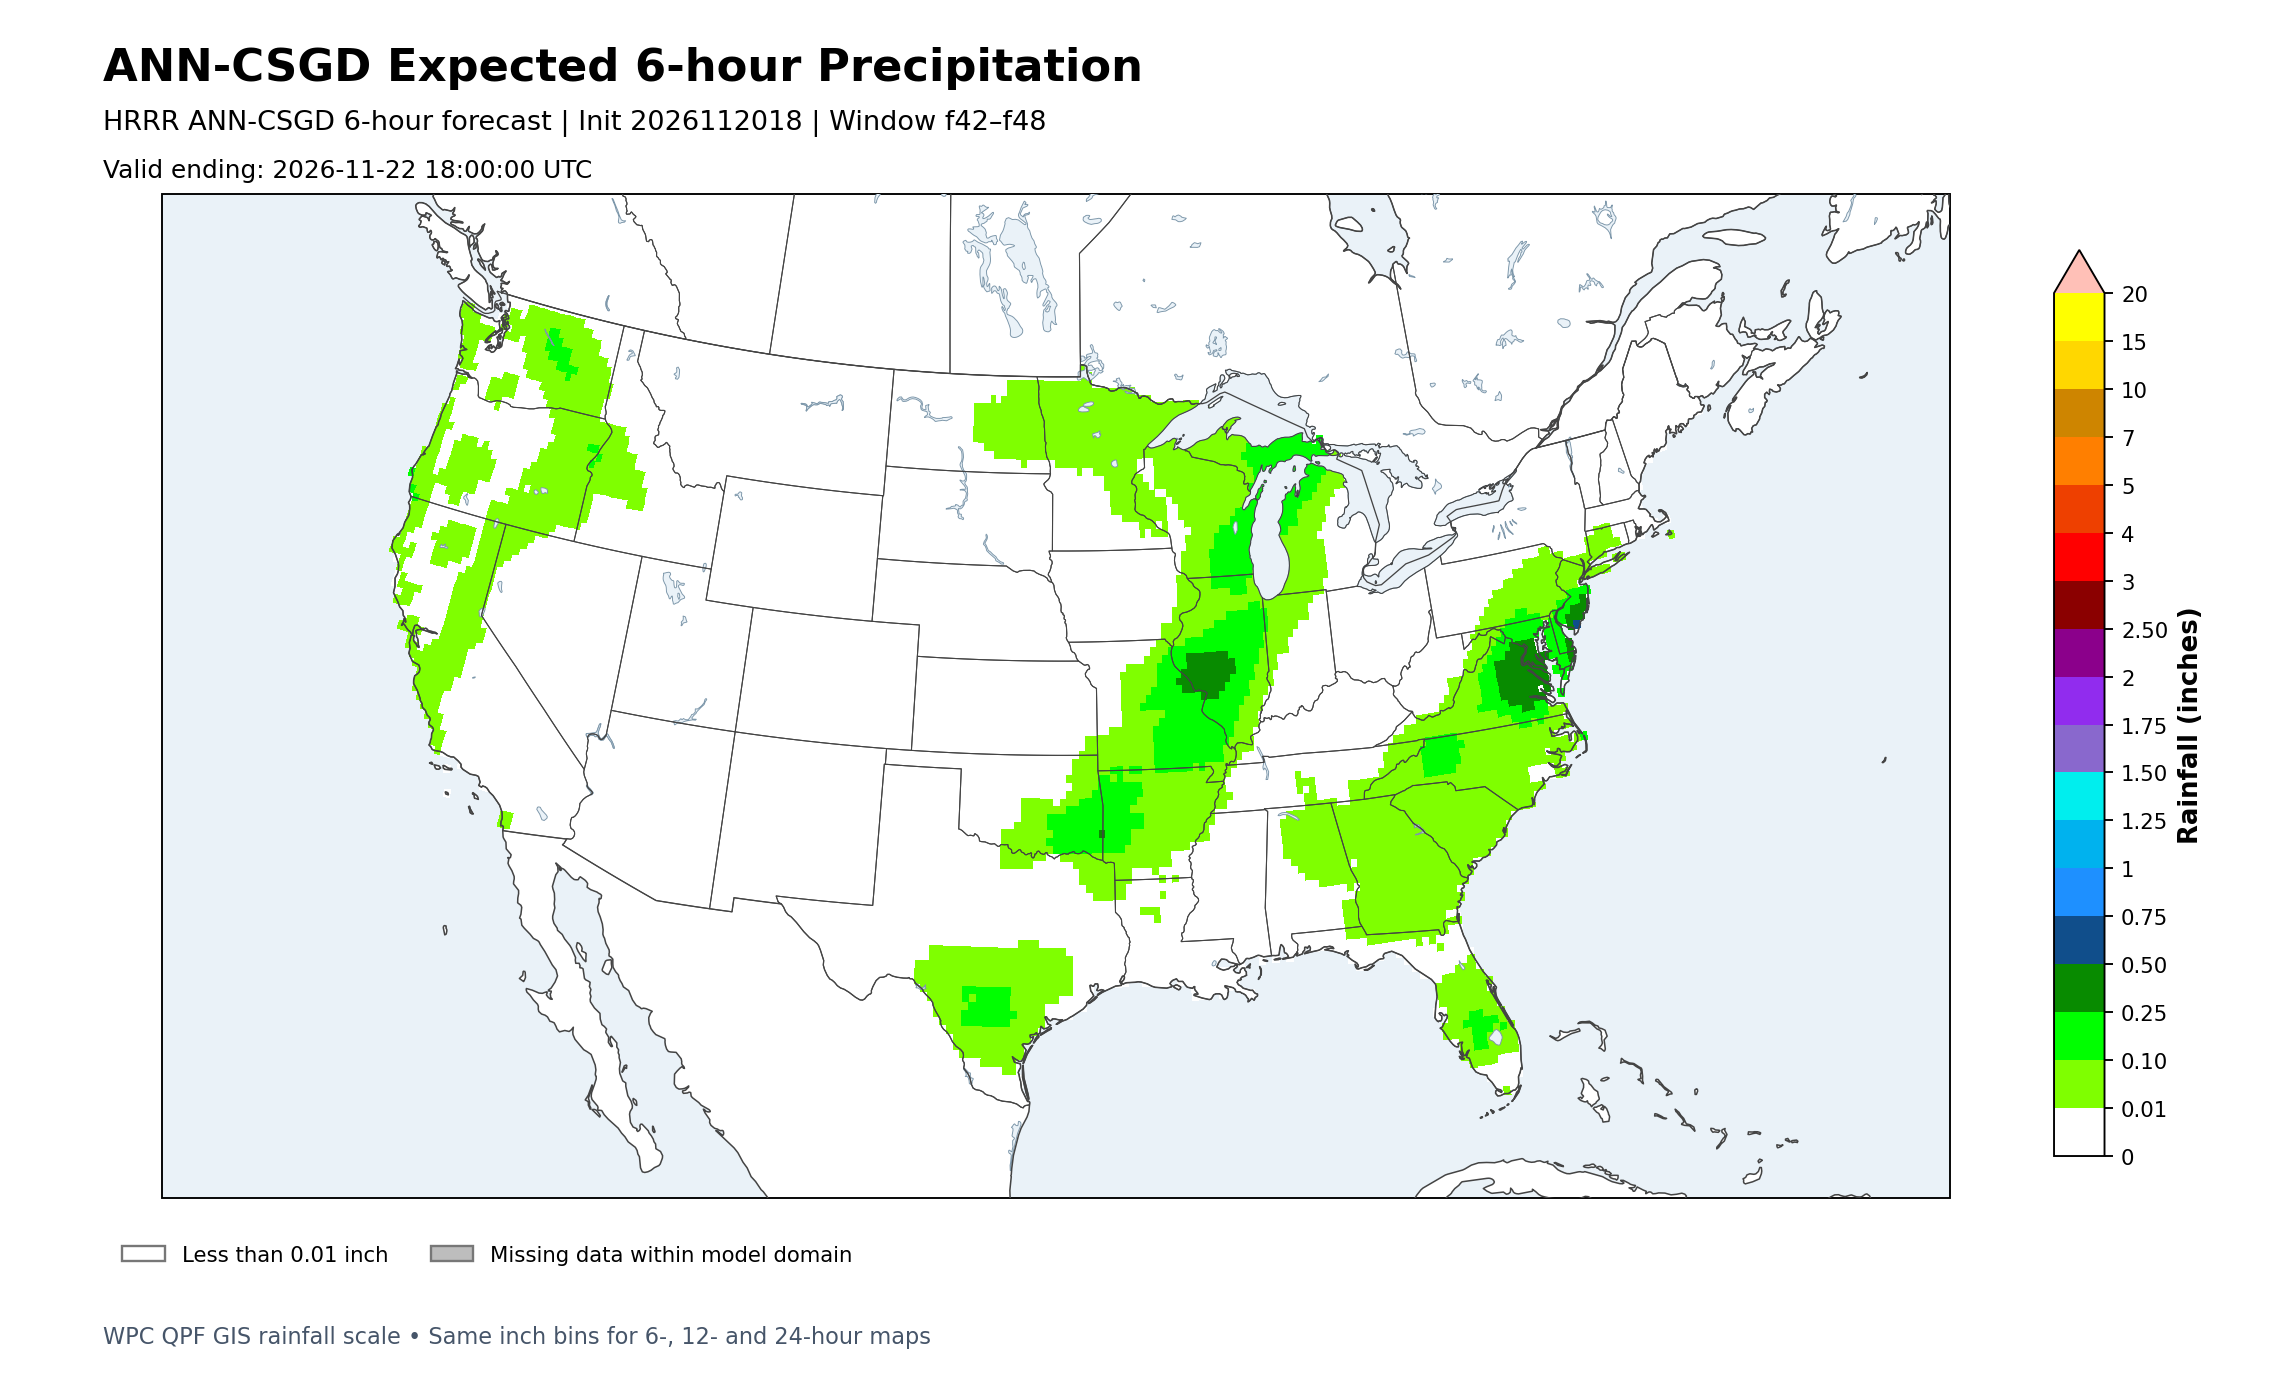 ANN-CSGD Expected 6-hour Precipitation
HRRR ANN-CSGD 6-hour forecast | Init 2026112018 | Window f42–f48
Valid ending: 2026-11-22 18:00:00 UTC
20
15
10
7
5
4
3
2.50
2
1.75
1.50
1.25
1
0.75
0.50
0.25
0.10
0.01
0
Rainfall (inches)
Less than 0.01 inch
Missing data within model domain
WPC QPF GIS rainfall scale • Same inch bins for 6-, 12- and 24-hour maps